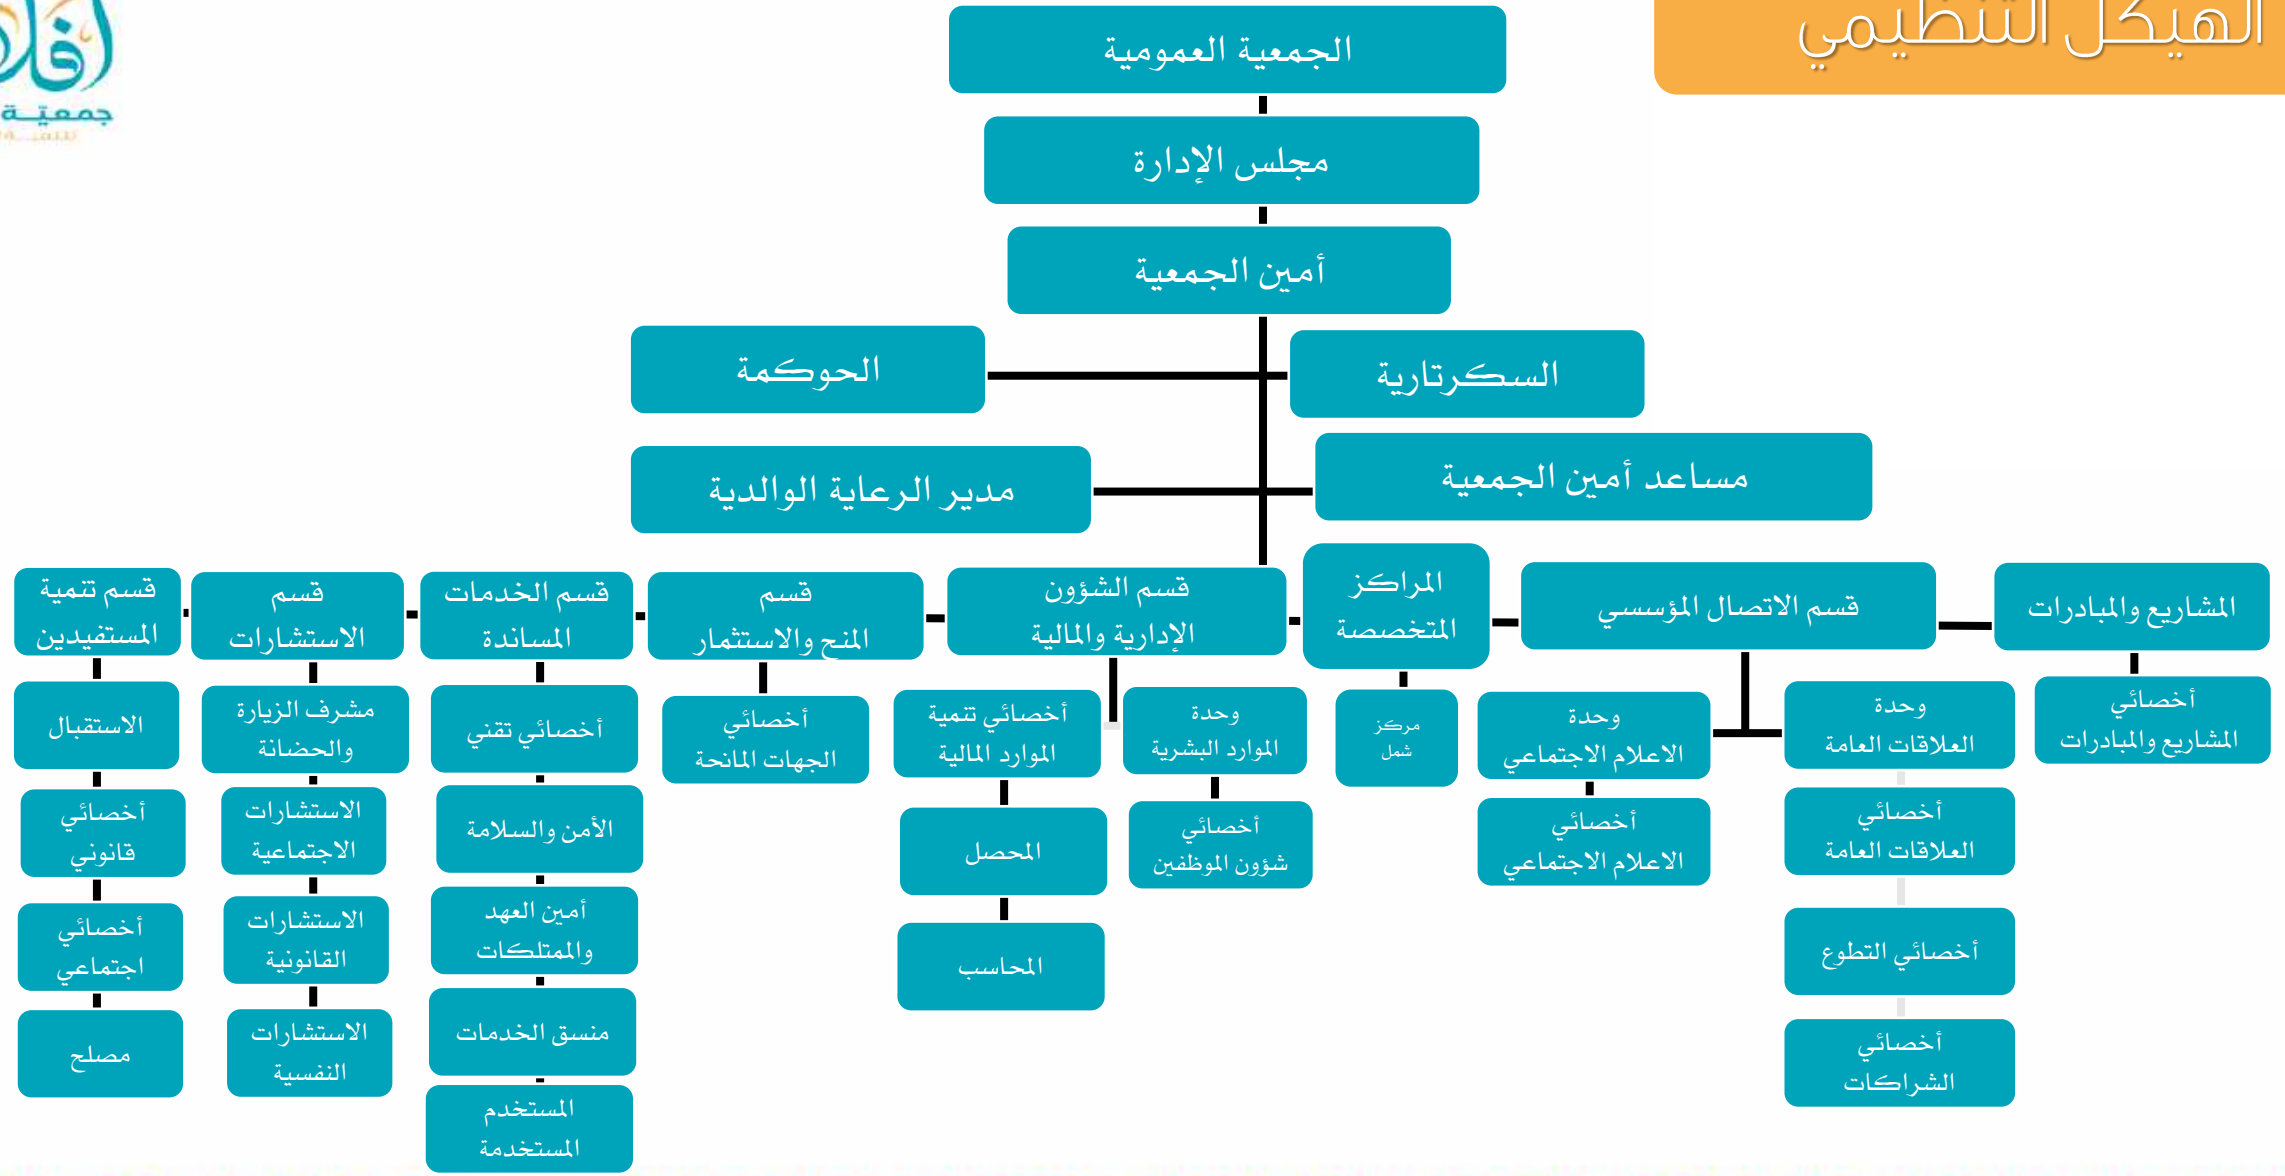 الهيكل التنظيمي
جمعيّة
الجمعية العمومية
مجلس الإدارة
أمين الجمعية
السكرتارية
الحوكمة
مساعد أمين الجمعية
مدير الرعاية الوالدية
المشاريع والمبادرات
قسم الاتصال المؤسسي
المراكز
المتخصصة
قسم الشؤون
الإدارية والمالية
قسم
المنح والاستثمار
قسم الخدمات
المساندة
قسم
الاستشارات
قسم تنمية
المستفيدين
أخصائي
المشاريع والمبادرات
وحدة
العلاقات العامة
أخصائي
العلاقات العامة
أخصائي التطوع
أخصائي
الشراكات
وحدة
الاعلام الاجتماعي
أخصائي
الاعلام الاجتماعي
مركز
شمل
وحدة
الموارد البشرية
أخصائي
شؤون الموظفين
أخصائي تنمية
الموارد المالية
المحصل
المحاسب
أخصائي
الجهات المانحة
أخصائي تقني
الأمن والسلامة
أمين العهد
والممتلكات
منسق الخدمات
المستخدم
المستخدمة
مشرف الزيارة
والحضانة
الاستشارات
الاجتماعية
الاستشارات
القانونية
الاستشارات
النفسية
الاستقبال
أخصائي
قانوني
أخصائي
اجتماعي
مصلح